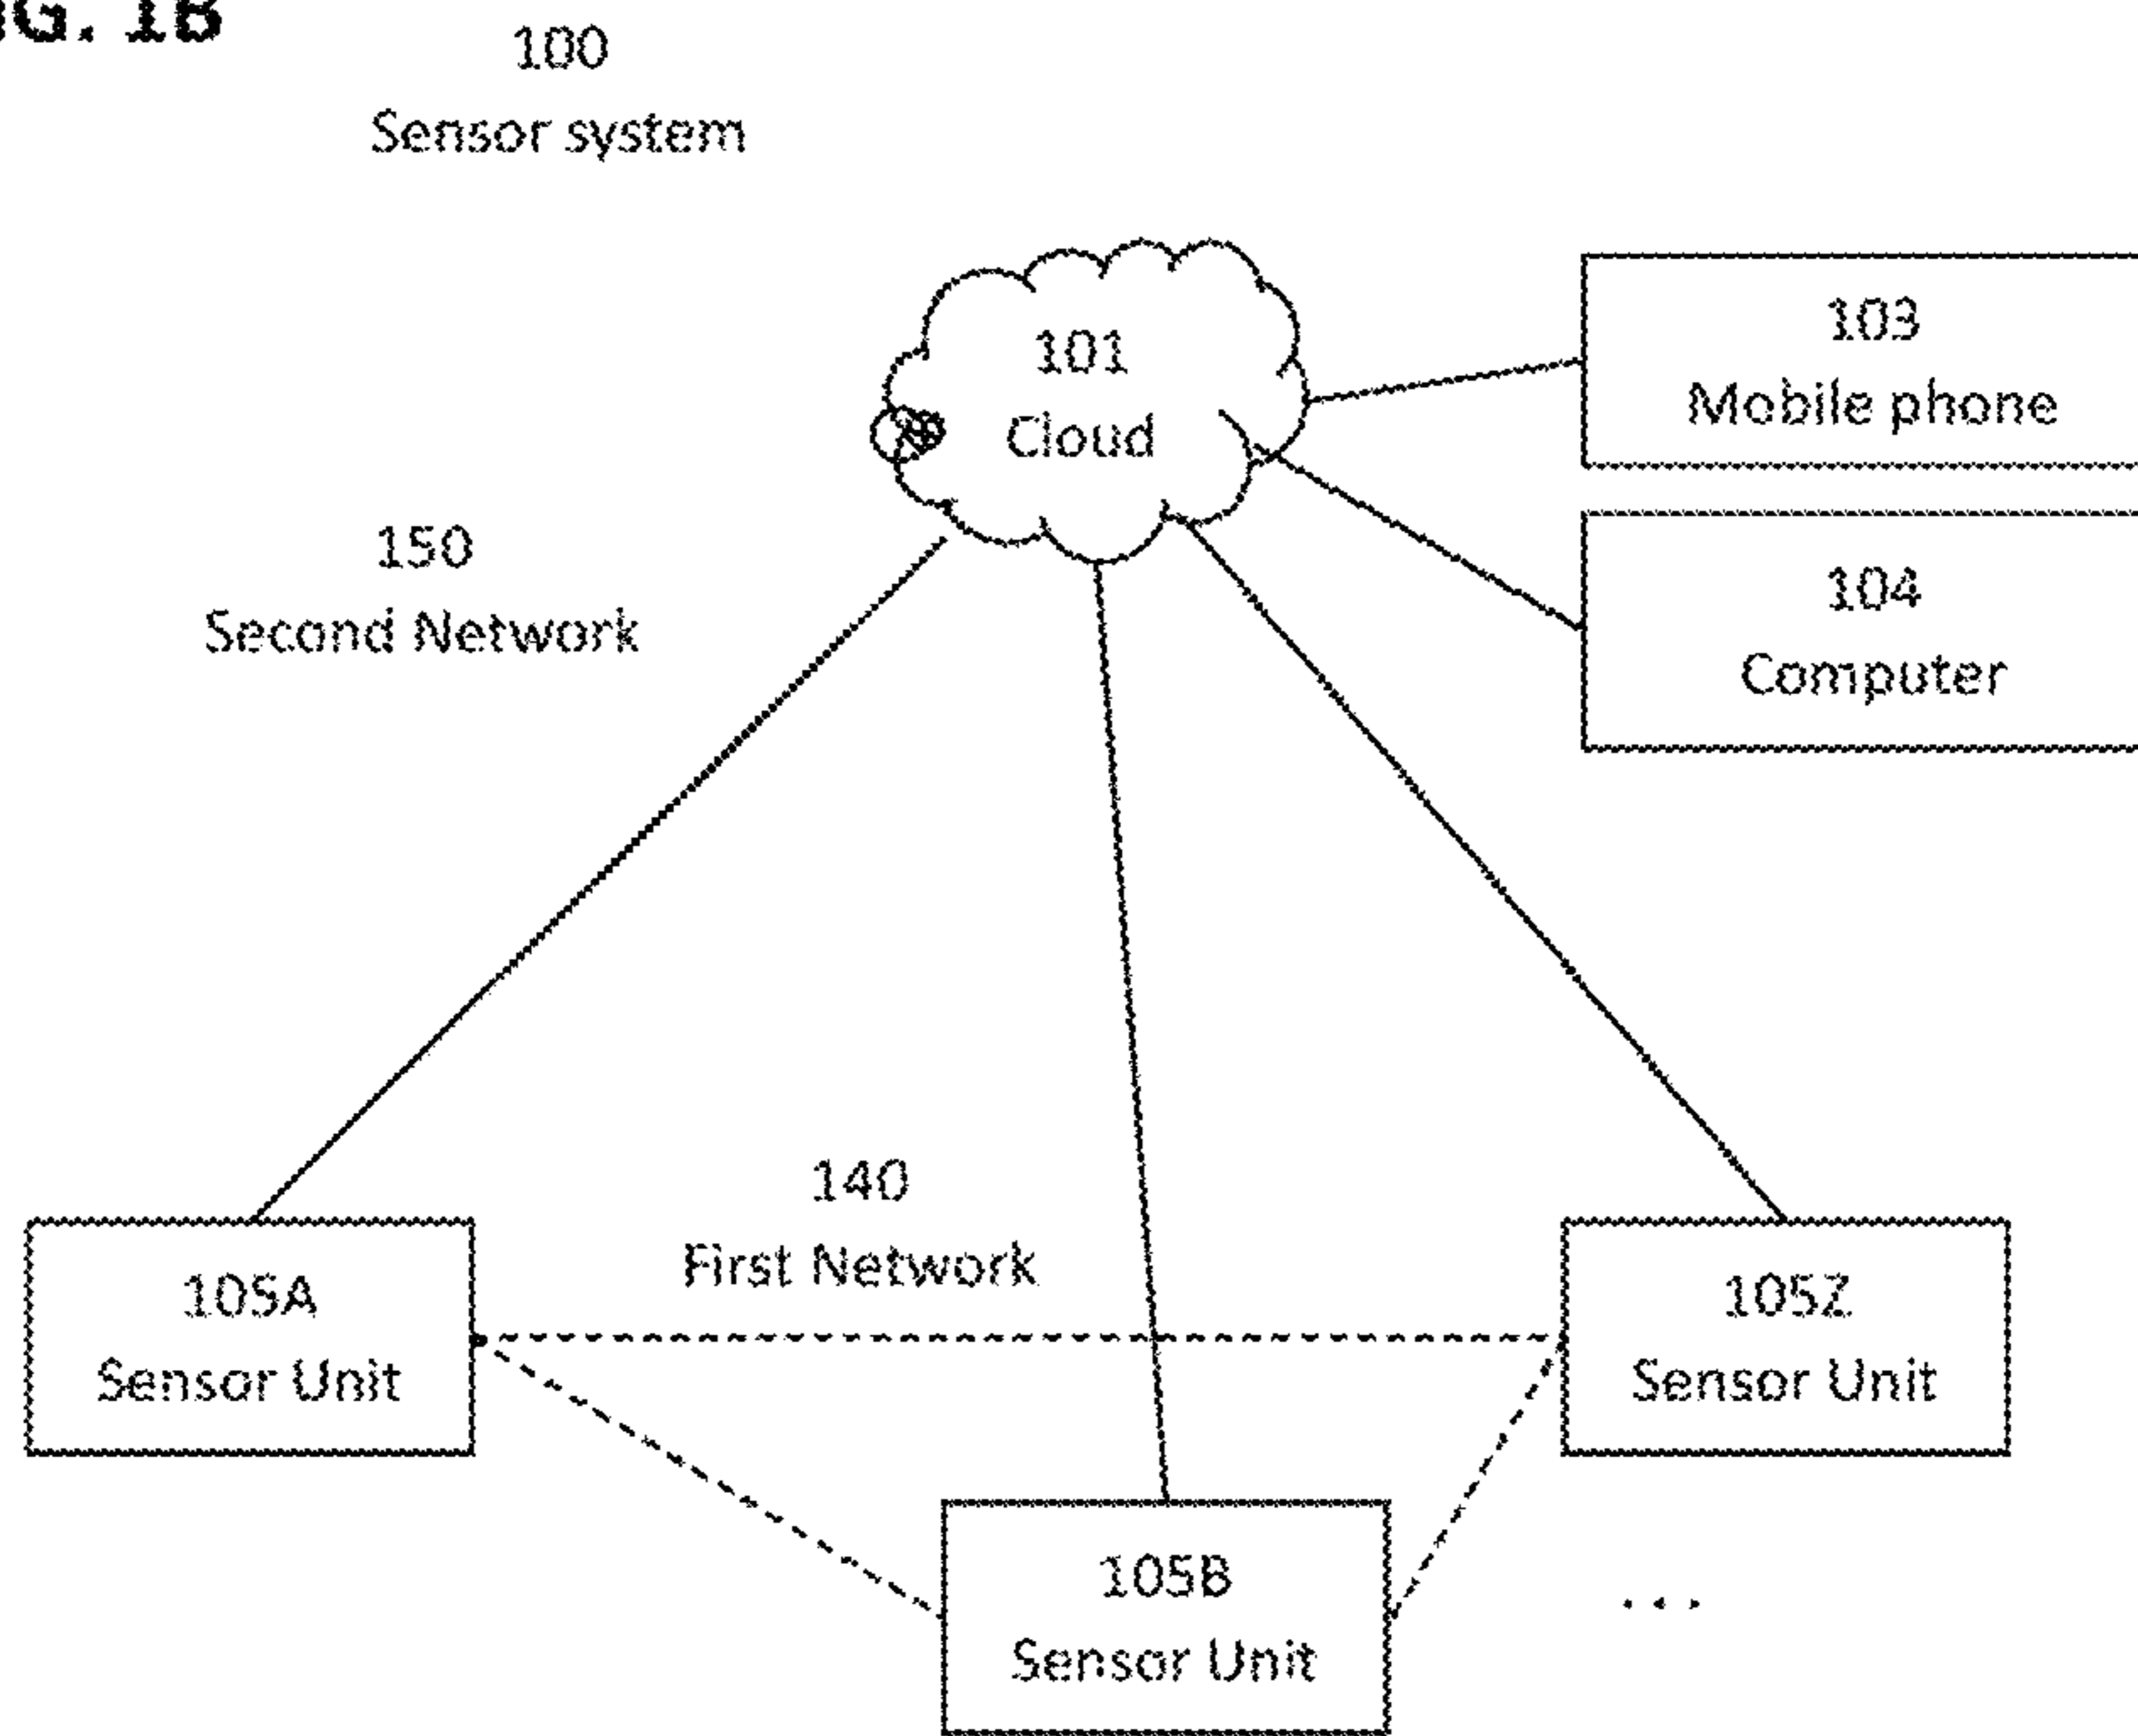 G. 1B
100
Sensor system
101
Cloud
103
Mobile phone
104
Computer
150
Second Network
140
First Network
105A
Sensor Unit
105Z
Sensor Unit
105B
Sensor Unit
...